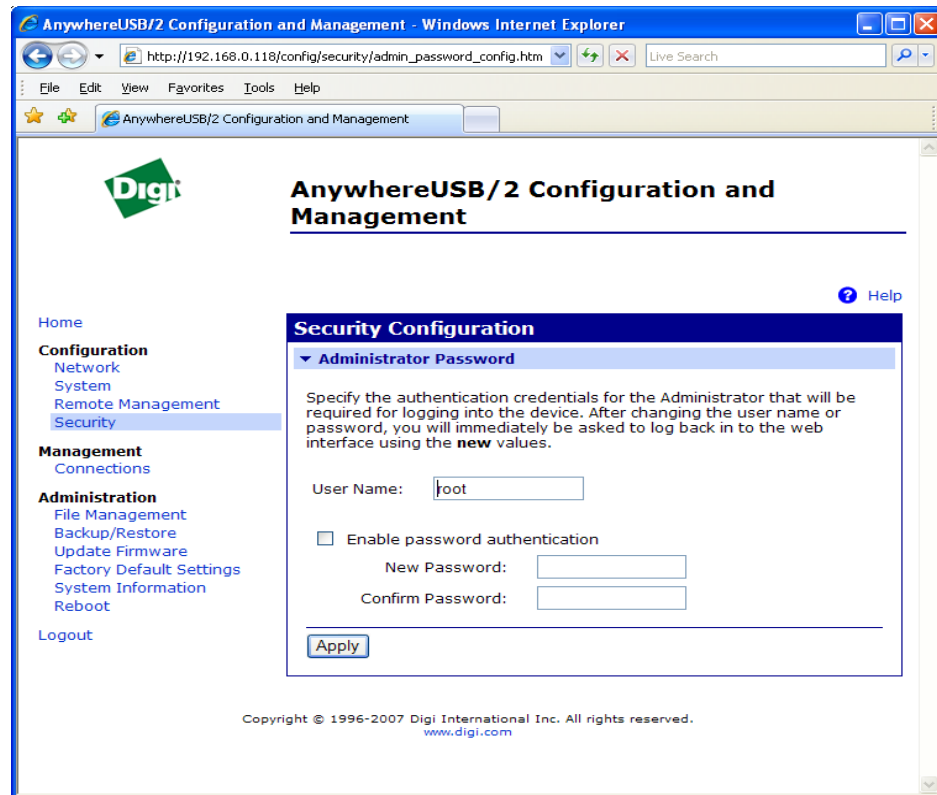 AnywhereUSB/2 Configuration and Management - Windows Internet Explorer
http://192.168.0.118/config/security/admin_password_config.htm
Live Search
File Edit View Favorites Tools Help
AnywhereUSB/2 Configuration and Management
Digi
AnywhereUSB/2 Configuration and
Management
Help
Home
Configuration
Network
System
Remote Management
Security
Management
Connections
Administration
File Management
Backup/Restore
Update Firmware
Factory Default Settings
System Information
Reboot
Logout
Security Configuration
Administrator Password
Specify the authentication credentials for the Administrator that will be
required for logging into the device. After changing the user name or
password, you will immediately be asked to log back in to the web
interface using the new values.
User Name: root
Enable password authentication
New Password:
Confirm Password:
Apply
Copyright © 1996-2007 Digi International Inc. All rights reserved.
www.digi.com